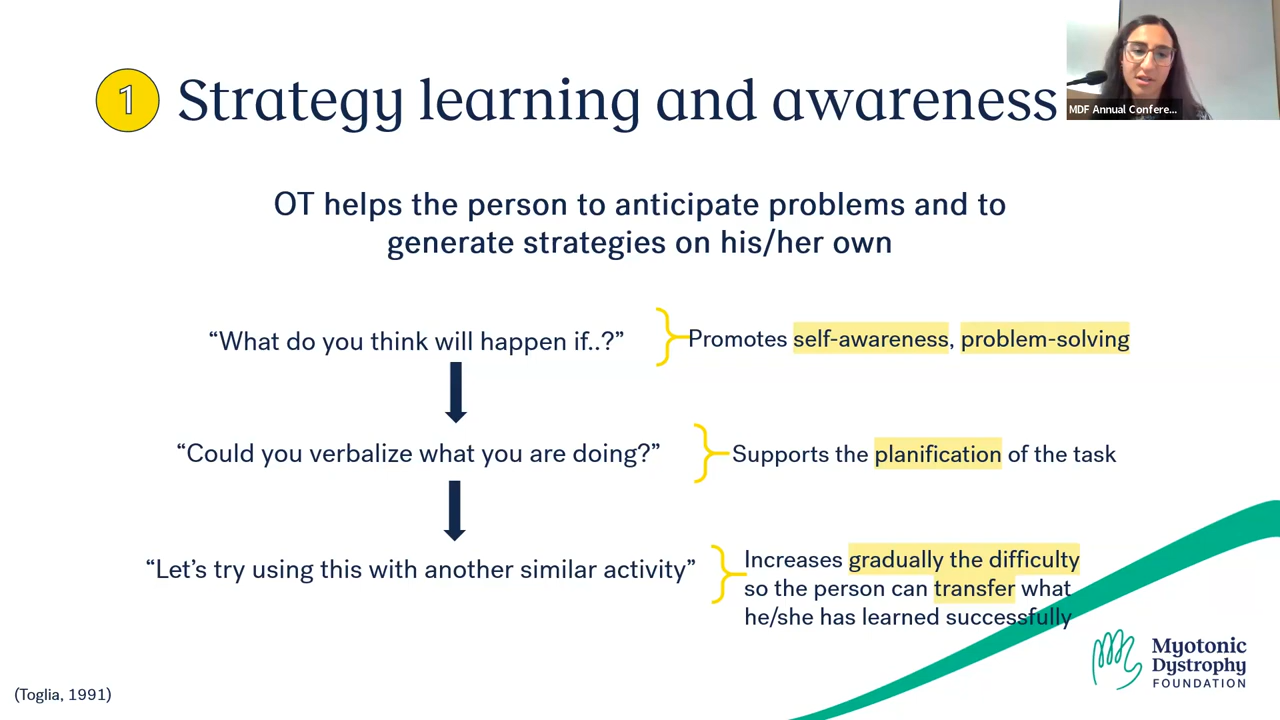 1 Strategy learning and awareness
MDF Annual Confere...
OT helps the person to anticipate problems and to
generate strategies on his/her own
“What do you think will happen if..?”
Promotes self-awareness, problem-solving
“Could you verbalize what you are doing?”
Supports the planification of the task
“Let’s try using this with another similar activity”
Increases gradually the difficulty
so the person can transfer what
he/she has learned successfully
Myotonic
Dystrophy
FOUNDATION
(Toglia, 1991)